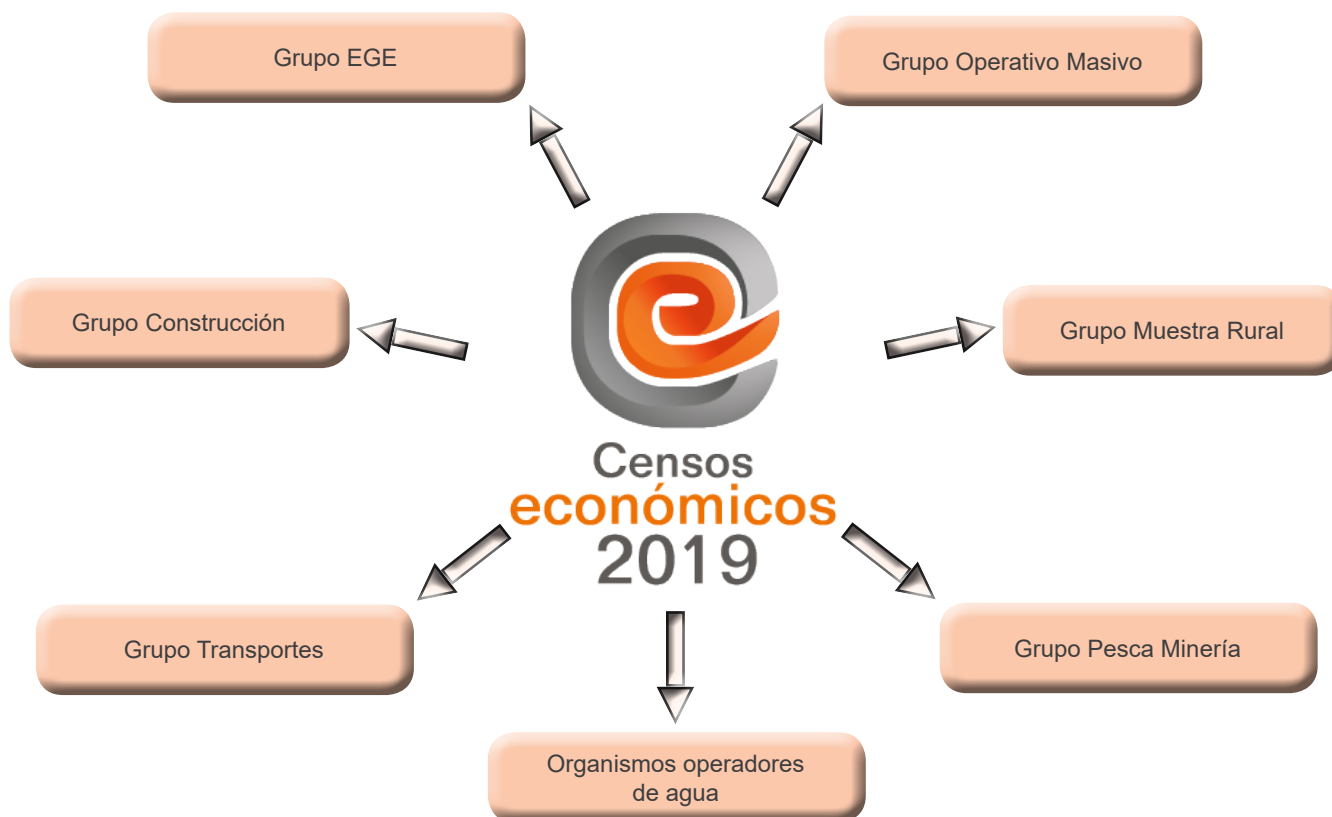 Grupo EGE
Grupo Operativo Masivo
Grupo Construcción
Grupo Muestra Rural
Censos
económicos
2019
Grupo Transportes
Grupo Pesca Minería
Organismos operadores
de agua